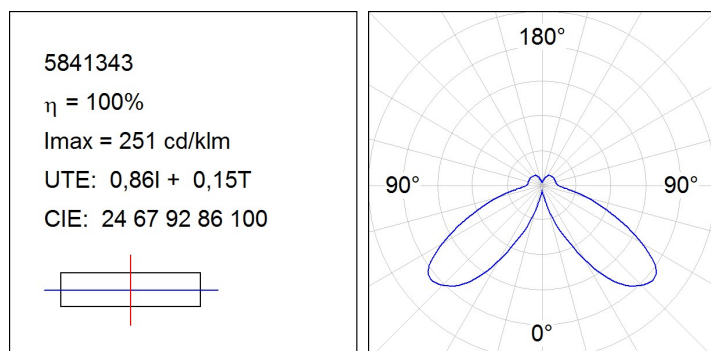 5841343
η = 100%
Imax = 251 cd/klm
UTE:  0,86I +  0,15T
CIE:  24 67 92 86 100
180°
90°
90°
0°